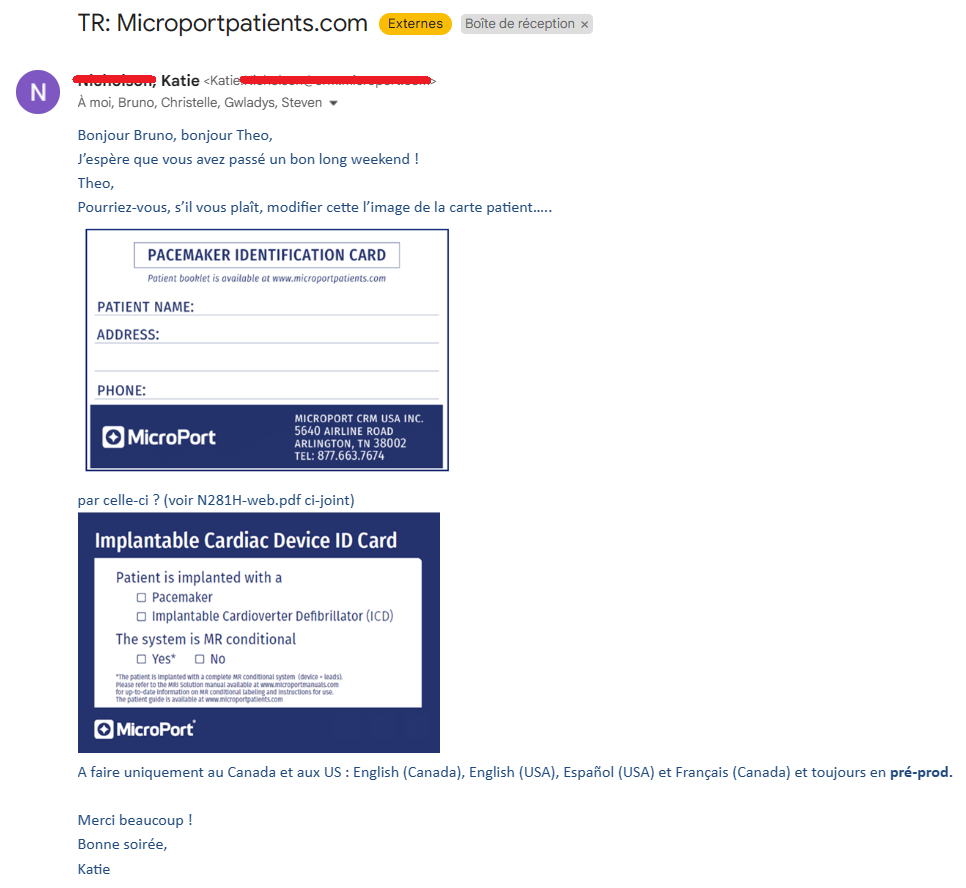 TR: Microportpatients.com Externes Boîte de réception ×
N
Katie <Katie >
À moi, Bruno, Christelle, Gwladys, Steven
Bonjour Bruno, bonjour Theo,
J’espère que vous avez passé un bon long weekend !
Theo,
Pourriez-vous, s’il vous plaît, modifier cette l’image de la carte patient…..
PACEMAKER IDENTIFICATION CARD
Patient booklet is available at www.microportpatients.com
PATIENT NAME:
ADDRESS:
PHONE:
MicroPort
MICROPORT CRM USA INC.
5640 AIRLINE ROAD
ARLINGTON, TN 38002
TEL: 877.663.7674
par celle-ci ? (voir N281H-web.pdf ci-joint)
Implantable Cardiac Device ID Card
Patient is implanted with a
Pacemaker
Implantable Cardioverter Defibrillator (ICD)
The system is MR conditional
Yes* No
*The patient is implanted with a complete MR conditional system (device + leads).
Please refer to the MRI Solution manual available at www.microportmanuals.com
for up-to-date information on MR conditional labeling and instructions for use.
The patient guide is available at www.microportpatients.com
MicroPort
A faire uniquement au Canada et aux US : English (Canada), English (USA), Español (USA) et Français (Canada) et toujours en pré-prod.
Merci beaucoup !
Bonne soirée,
Katie